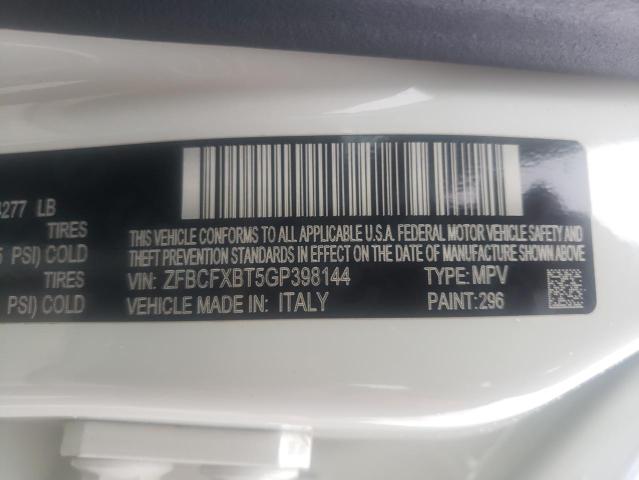 4277 LB
TIRES
PSI) COLD
TIRES
PSI) COLD
THIS VEHICLE CONFORMS TO ALL APPLICABLE U.S.A. FEDERAL MOTOR VEHICLE SAFETY AND
THEFT PREVENTION STANDARDS IN EFFECT ON THE DATE OF MANUFACTURE SHOWN ABOVE.
VIN: ZFBCFXBT5GP398144 TYPE: MPV
VEHICLE MADE IN: ITALY PAINT: 296